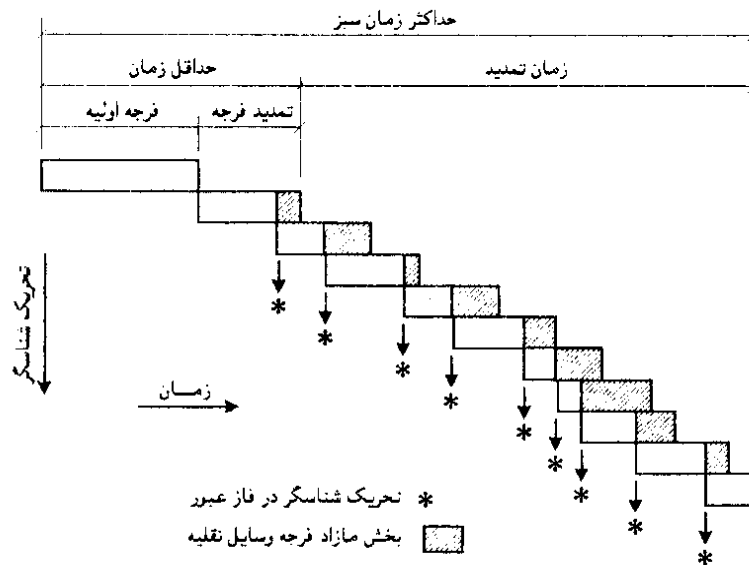 حداکثر زمان سبز
حداقل زمان
زمان تمدید
فرجه اولیه
تمدید فرجه
تحریک شناسگر
زمــان
* تحریک شناسگر در فاز عبور
بخش مازاد فرجه وسایل نقلیه